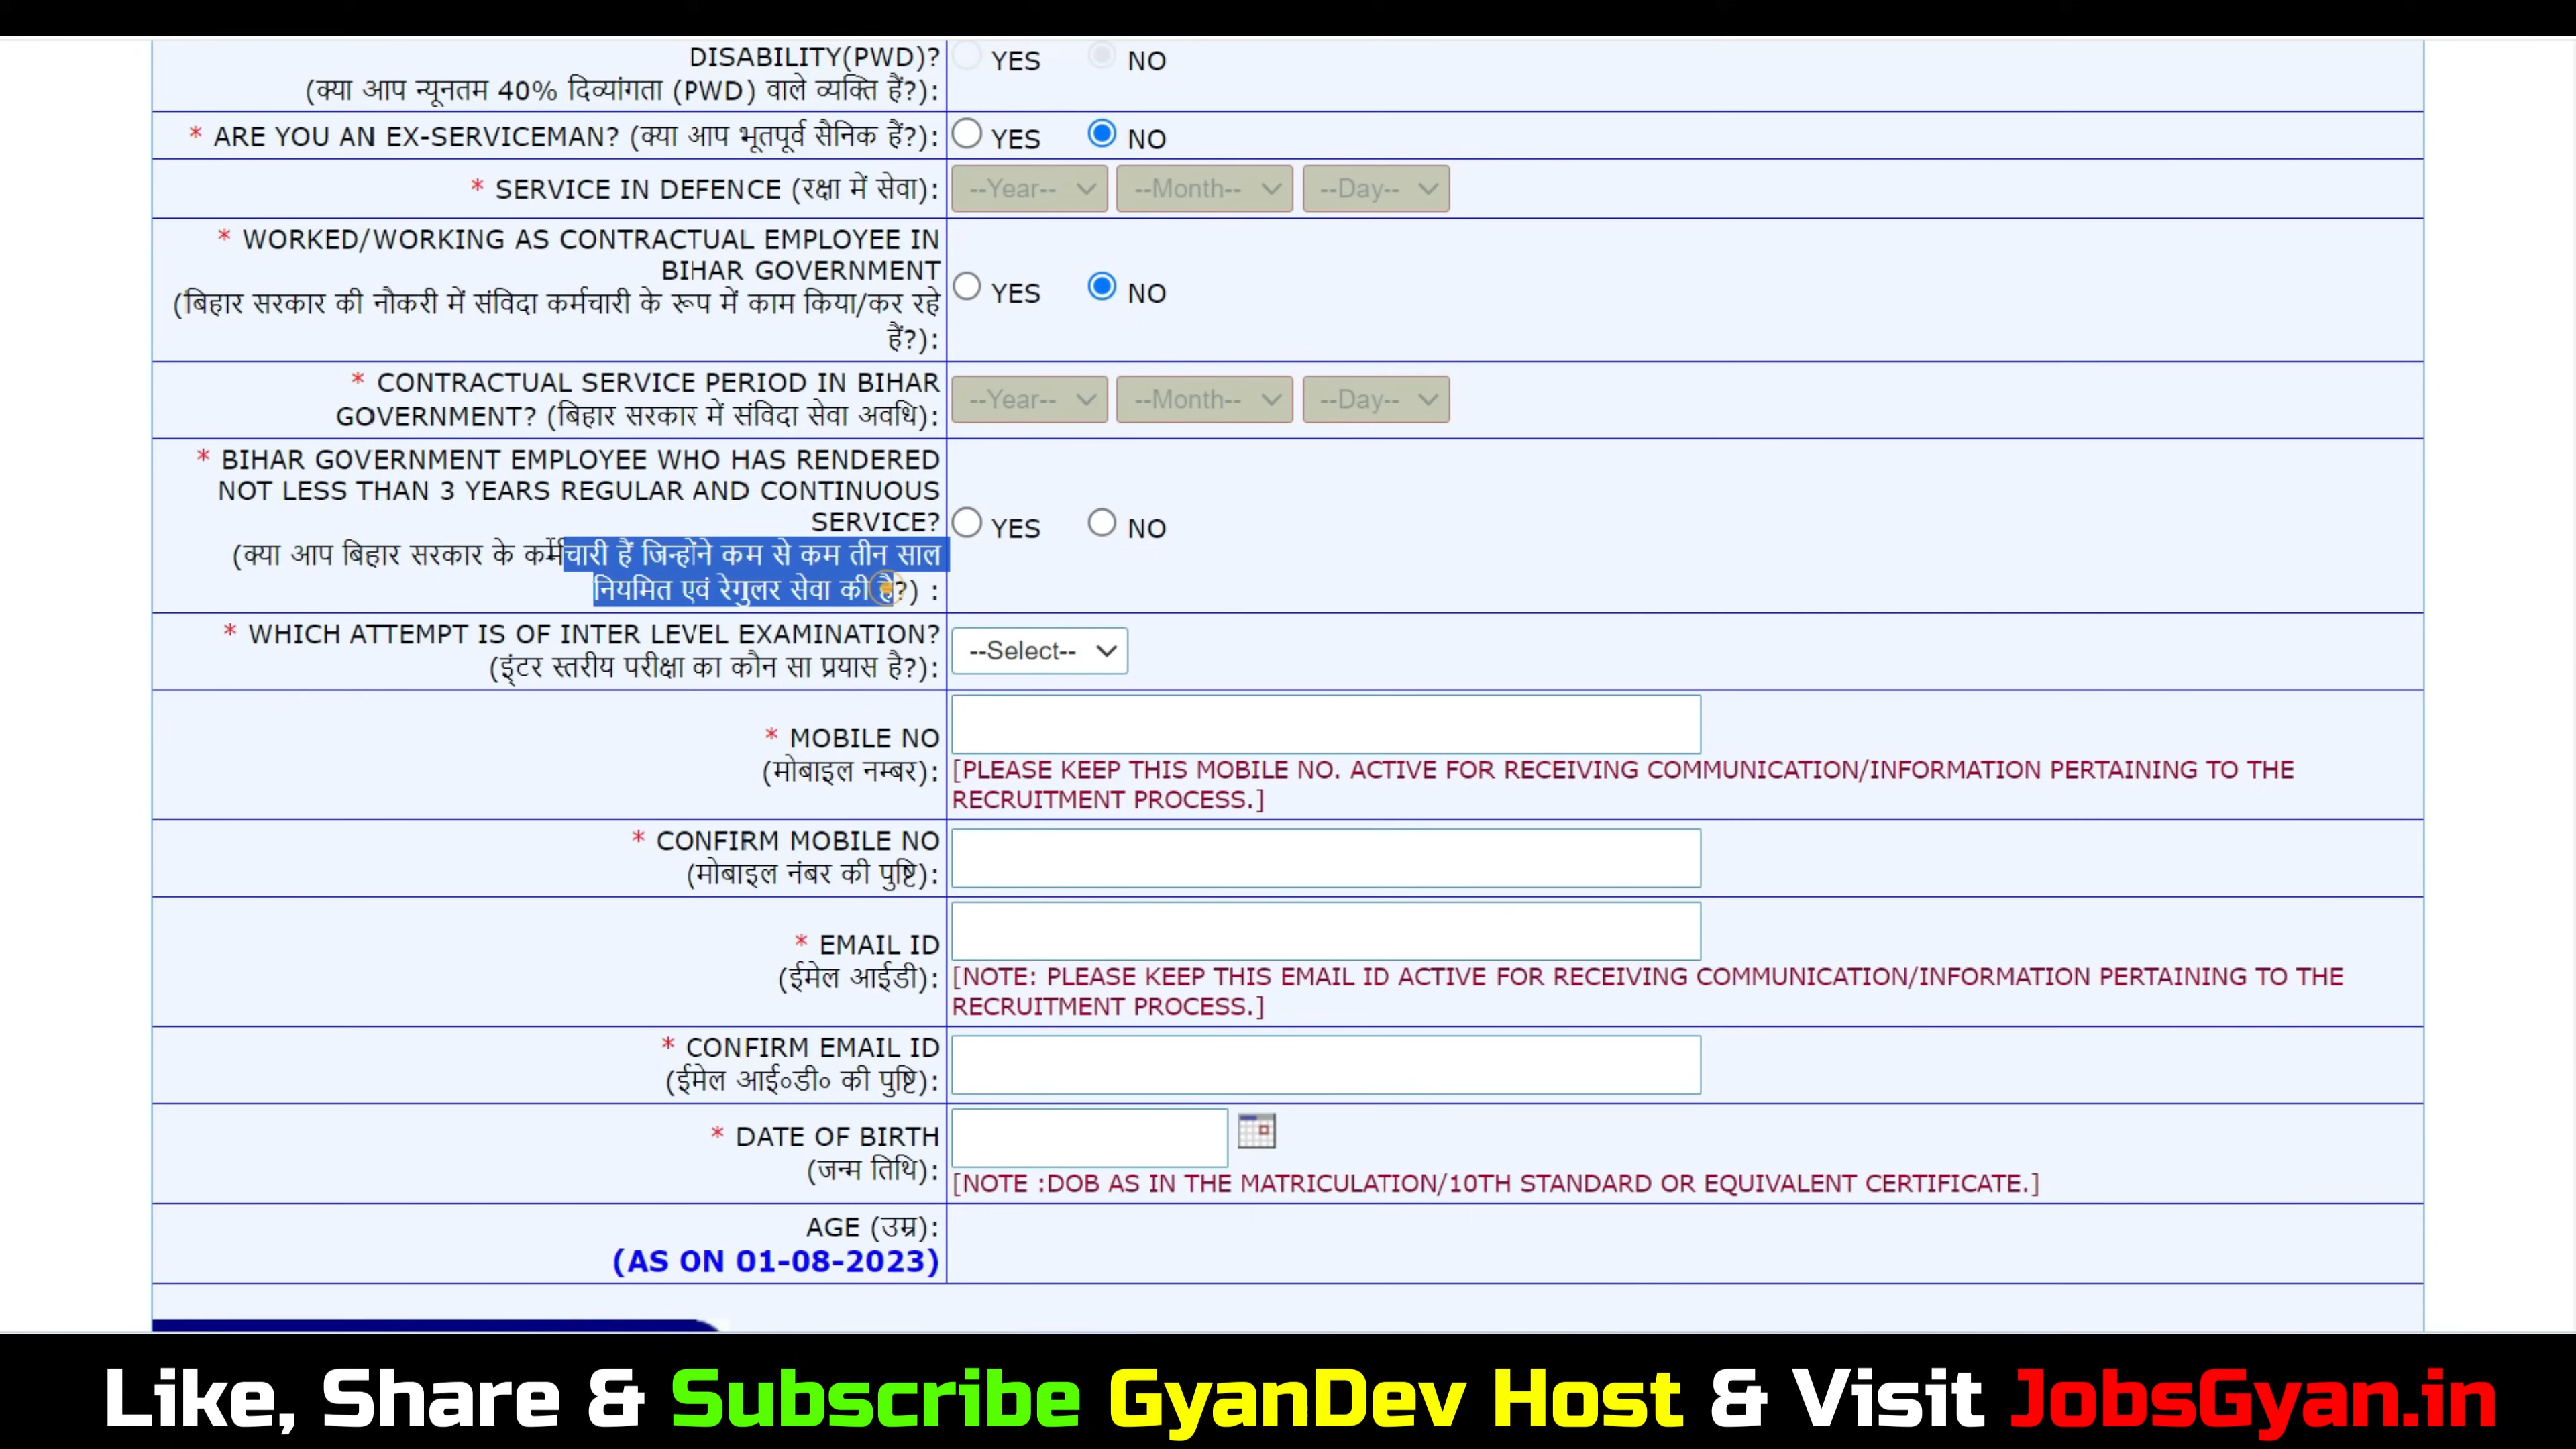 DISABILITY(PWD)?
(क्या आप न्यूनतम 40% दिव्यांगता (PWD) वाले व्यक्ति हैं?):
YES NO
* ARE YOU AN EX-SERVICEMAN? (क्या आप भूतपूर्व सैनिक हैं?): YES NO
* SERVICE IN DEFENCE (रक्षा में सेवा): --Year-- --Month-- --Day--
* WORKED/WORKING AS CONTRACTUAL EMPLOYEE IN
BIHAR GOVERNMENT
(बिहार सरकार की नौकरी में संविदा कर्मचारी के रूप में काम किया/कर रहे
हैं?):
YES NO
* CONTRACTUAL SERVICE PERIOD IN BIHAR
GOVERNMENT? (बिहार सरकार में संविदा सेवा अवधि):
--Year-- --Month-- --Day--
* BIHAR GOVERNMENT EMPLOYEE WHO HAS RENDERED
NOT LESS THAN 3 YEARS REGULAR AND CONTINUOUS
SERVICE?
(क्या आप बिहार सरकार के कर्मचारी हैं जिन्होंने कम से कम तीन साल
नियमित एवं रेगुलर सेवा की है?) :
YES NO
* WHICH ATTEMPT IS OF INTER LEVEL EXAMINATION?
(इंटर स्तरीय परीक्षा का कौन सा प्रयास है?):
--Select--
* MOBILE NO
(मोबाइल नम्बर):
[PLEASE KEEP THIS MOBILE NO. ACTIVE FOR RECEIVING COMMUNICATION/INFORMATION PERTAINING TO THE
RECRUITMENT PROCESS.]
* CONFIRM MOBILE NO
(मोबाइल नंबर की पुष्टि):
* EMAIL ID
(ईमेल आईडी):
[NOTE: PLEASE KEEP THIS EMAIL ID ACTIVE FOR RECEIVING COMMUNICATION/INFORMATION PERTAINING TO THE
RECRUITMENT PROCESS.]
* CONFIRM EMAIL ID
(ईमेल आई०डी० की पुष्टि):
* DATE OF BIRTH
(जन्म तिथि):
[NOTE :DOB AS IN THE MATRICULATION/10TH STANDARD OR EQUIVALENT CERTIFICATE.]
AGE (उम्र):
(AS ON 01-08-2023)
Like, Share & Subscribe GyanDev Host & Visit JobsGyan.in